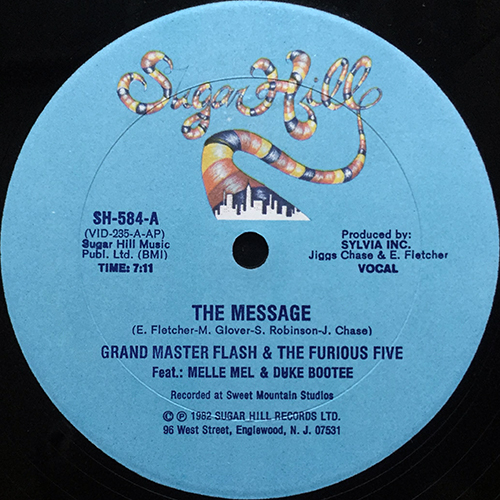 Sugar Hill
SH-584-A
(VID-235-A-AP)
Sugar Hill Music
Publ. Ltd. (BMI)
TIME: 7:11
Produced by:
SYLVIA INC.
Jiggs Chase & E. Fletcher
VOCAL
THE MESSAGE
(E. Fletcher-M. Glover-S. Robinson-J. Chase)
GRAND MASTER FLASH & THE FURIOUS FIVE
Feat.: MELLE MEL & DUKE BOOTEE
Recorded at Sweet Mountain Studios
© ℗ 1982 SUGAR HILL RECORDS LTD.
96 West Street, Englewood, N. J. 07531